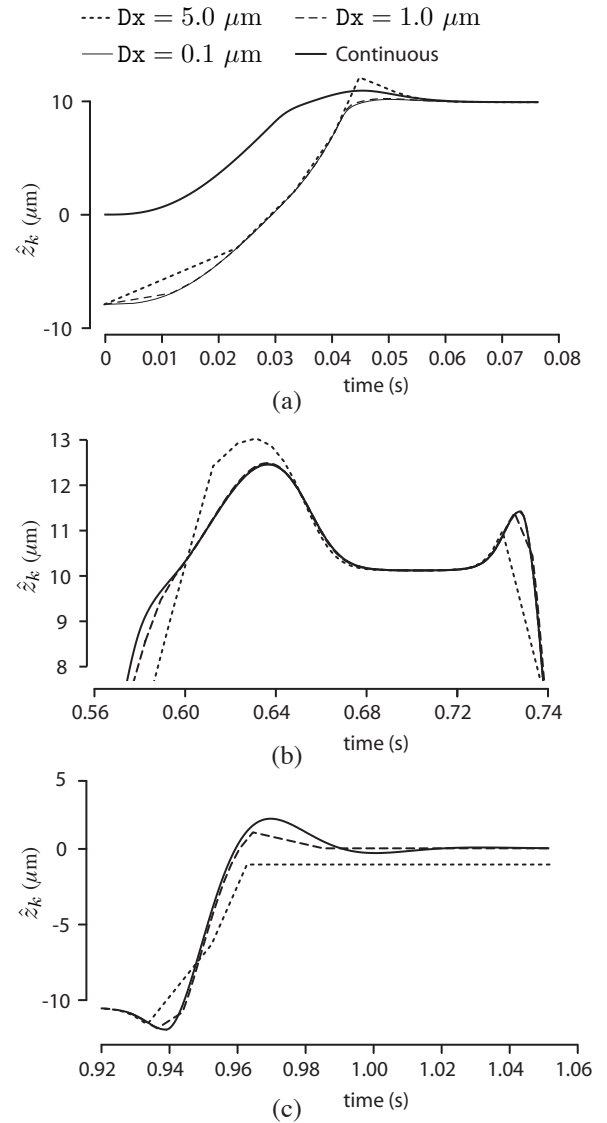 Dx = 5.0 μm   Dx = 1.0 μm
Dx = 0.1 μm   Continuous
10
0
-10
ẑk (μm)
0 0.01 0.02 0.03 0.04 0.05 0.06 0.07 0.08
time (s)
(a)
13
12
11
10
9
8
ẑk (μm)
0.56 0.60 0.64 0.68 0.72 0.74
time (s)
(b)
5
0
-5
-10
ẑk (μm)
0.92 0.94 0.96 0.98 1.00 1.02 1.04 1.06
time (s)
(c)